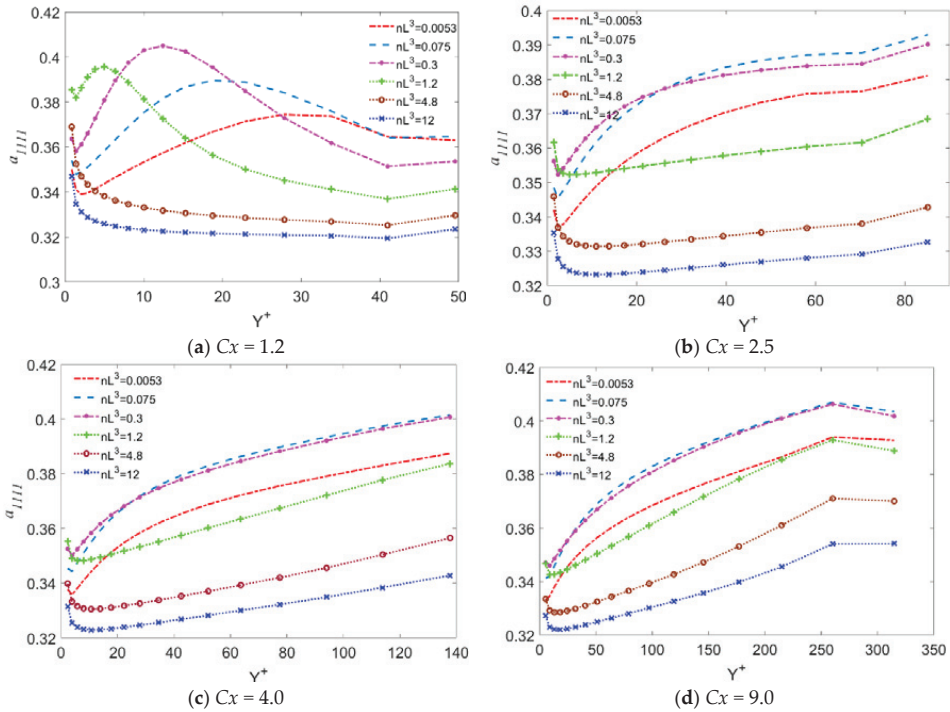 (a)
0.42
0.4
0.38
0.36
0.34
0.32
0.3
a1111
nL³=0.0053
nL³=0.075
nL³=0.3
nL³=1.2
nL³=4.8
nL³=12
0 10 20 30 40 50
Y⁺
(a) Cx = 1.2
0.39
0.38
0.37
0.36
0.35
0.34
0.33
0.32
a1111
nL³=0.0053
nL³=0.075
nL³=0.3
nL³=1.2
nL³=4.8
nL³=12
0 20 40 60 80
Y⁺
(b) Cx = 2.5
0.42
0.4
0.38
0.36
0.34
0.32
a1111
nL³=0.0053
nL³=0.075
nL³=0.3
nL³=1.2
nL³=4.8
nL³=12
0 20 40 60 80 100 120 140
Y⁺
(c) Cx = 4.0
0.42
0.4
0.38
0.36
0.34
0.32
nL³=0.0053
nL³=0.075
nL³=0.3
nL³=1.2
nL³=4.8
nL³=12
0 50 100 150 200 250 300 350
Y⁺
(d) Cx = 9.0